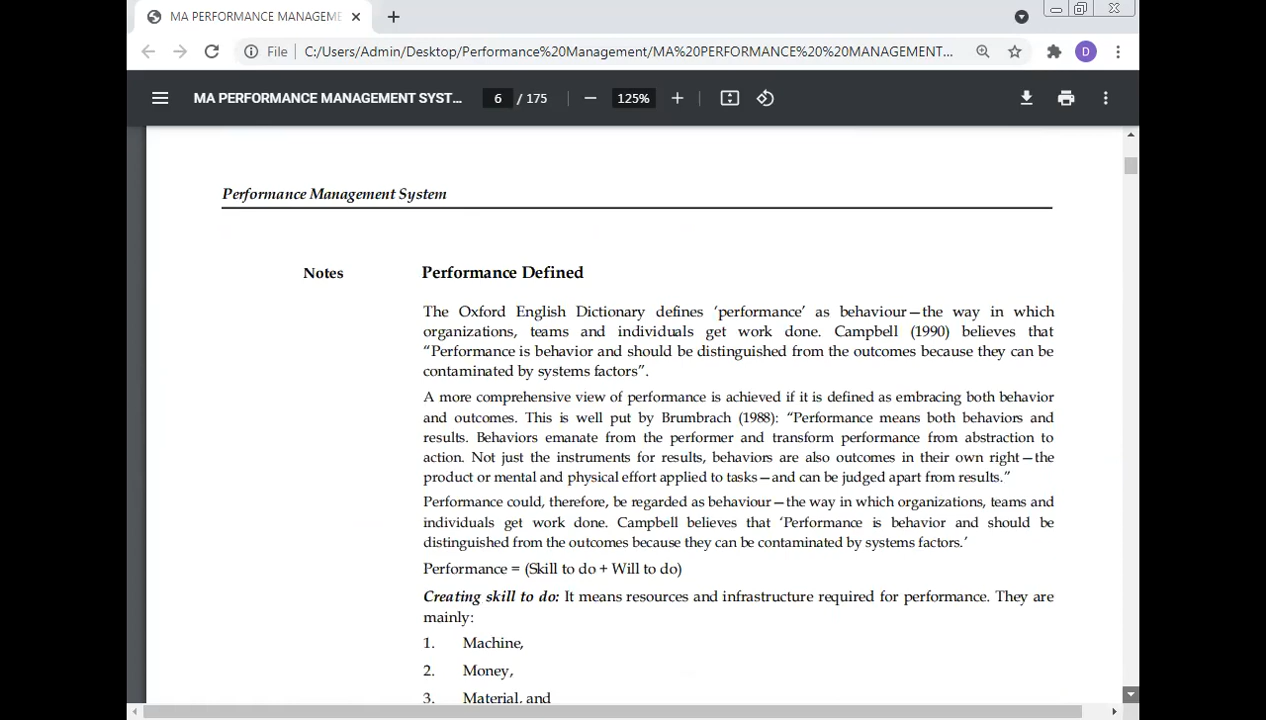 MA PERFORMANCE MANAGEME
File C:/Users/Admin/Desktop/Performance%20Management/MA%20PERFORMANCE%20%20MANAGEMENT... D
MA PERFORMANCE MANAGEMENT SYST... 6 / 175 125%
Performance Management System
Notes Performance Defined
The Oxford English Dictionary defines ‘performance’ as behaviour—the way in which
organizations, teams and individuals get work done. Campbell (1990) believes that
“Performance is behavior and should be distinguished from the outcomes because they can be
contaminated by systems factors”.
A more comprehensive view of performance is achieved if it is defined as embracing both behavior
and outcomes. This is well put by Brumbrach (1988): “Performance means both behaviors and
results. Behaviors emanate from the performer and transform performance from abstraction to
action. Not just the instruments for results, behaviors are also outcomes in their own right—the
product or mental and physical effort applied to tasks—and can be judged apart from results.”
Performance could, therefore, be regarded as behaviour—the way in which organizations, teams and
individuals get work done. Campbell believes that ‘Performance is behavior and should be
distinguished from the outcomes because they can be contaminated by systems factors.’
Performance = (Skill to do + Will to do)
Creating skill to do: It means resources and infrastructure required for performance. They are
mainly:
1. Machine,
2. Money,
3. Material, and